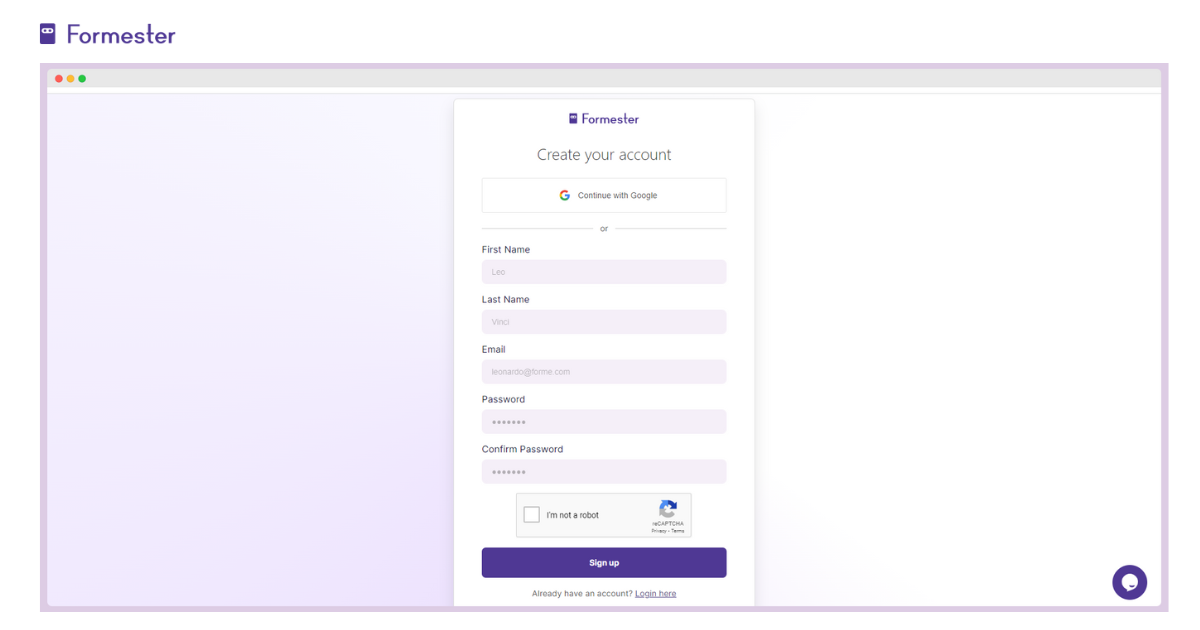 Formester
Formester
Create your account
Continue with Google
or
First Name
Leo
Last Name
Vinci
Email
leonardo@forme.com
Password
•••••••
Confirm Password
•••••••
I'm not a robot
reCAPTCHA
Privacy - Terms
Sign up
Already have an account? Login here